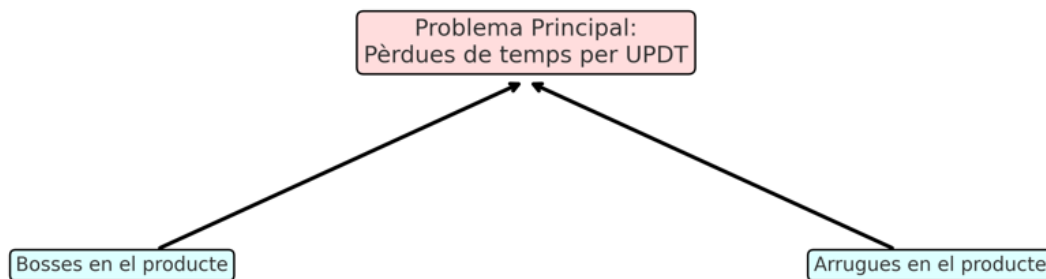 Problema Principal:
Pèrdues de temps per UPDT
Bosses en el producte
Arrugues en el producte